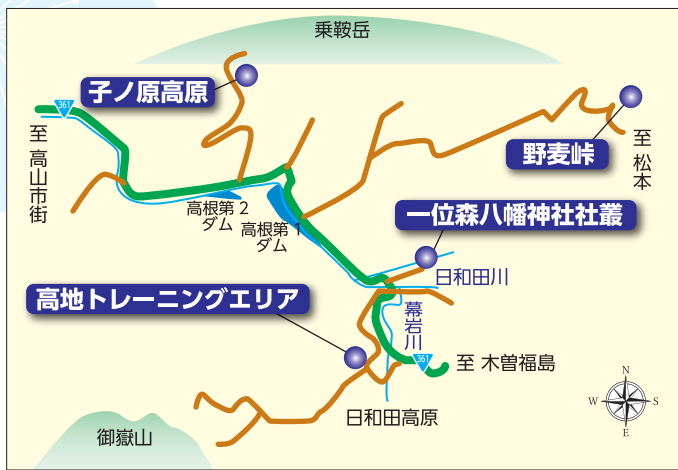 乗鞍岳
子ノ原高原
361
至 高山市街
野麦峠
至 松本
高根第2
ダム
高根第1
ダム
一位森八幡神社社叢
日和田川
高地トレーニングエリア
幕岩川
361
至 木曽福島
日和田高原
御嶽山
N
W
S
E